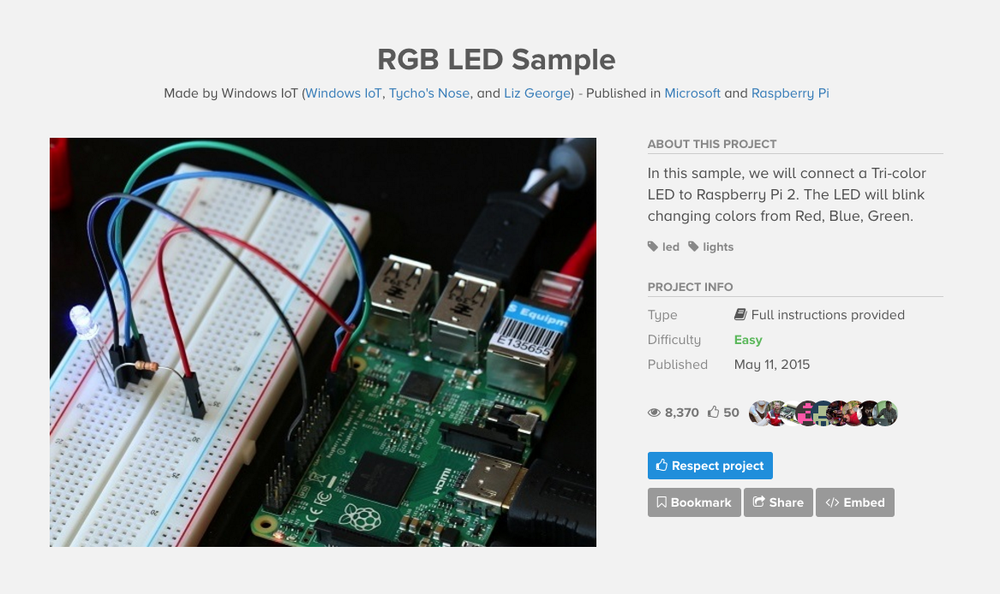 RGB LED Sample
Made by Windows IoT (Windows IoT, Tycho's Nose, and Liz George) - Published in Microsoft and Raspberry Pi
S Equipm
E135655
HDMI
ABOUT THIS PROJECT
In this sample, we will connect a Tri-color
LED to Raspberry Pi 2. The LED will blink
changing colors from Red, Blue, Green.
led lights
PROJECT INFO
Type Full instructions provided
Difficulty Easy
Published May 11, 2015
8,370 50
Respect project
Bookmark Share </> Embed